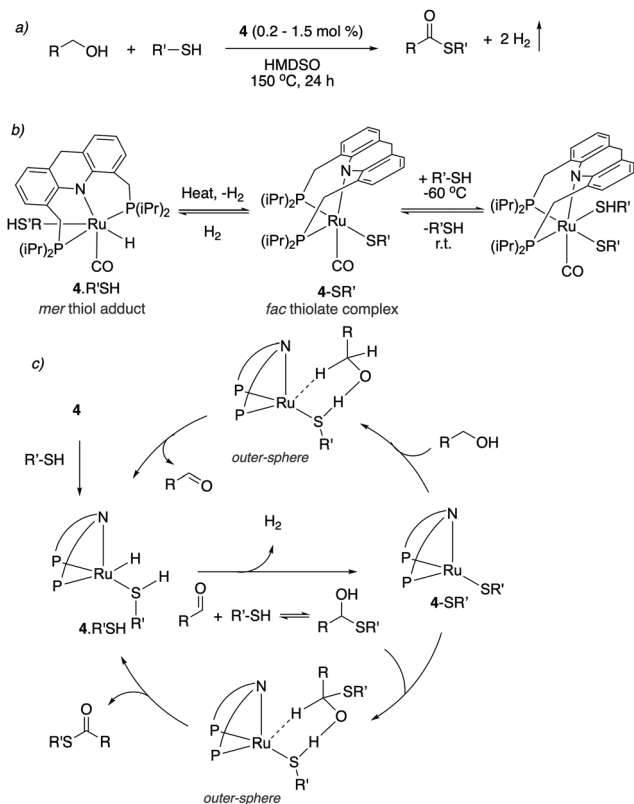 a)
R OH + R'–SH
4 (0.2 - 1.5 mol %)
HMDSO
150 ºC, 24 h
O
R SR' + 2 H2
b)
N
HS'R Ru P(iPr)2
(iPr)2P H
CO
4.R'SH
mer thiol adduct
Heat, -H2
H2
N
(iPr)2P
Ru
(iPr)2P SR'
CO
4-SR'
fac thiolate complex
+ R'-SH
-60 ºC
-R'SH
r.t.
N
(iPr)2P SHR'
Ru
(iPr)2P SR'
CO
c)
N R
H H
P O
P Ru H
S
R'
outer-sphere
4
R'-SH
R O
R OH
N
P H
P Ru H
S
R'
4.R'SH
H2
O
R + R'-SH
OH
R SR'
N
P
P Ru
SR'
4-SR'
O
R'S R
N R
SR'
H
P O
P Ru H
S
R'
outer-sphere